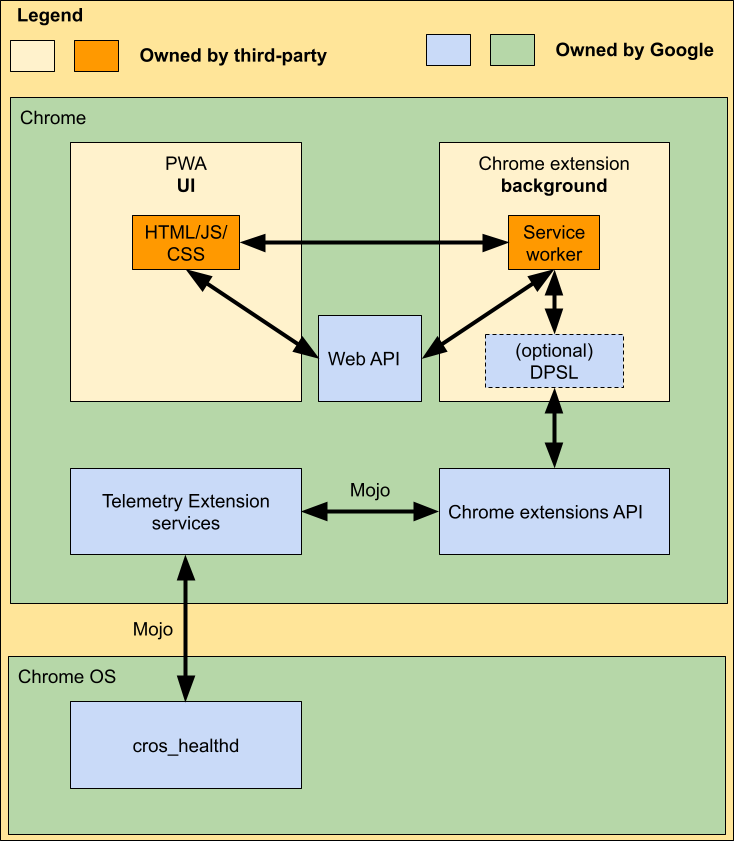 Legend
Owned by third-party
Owned by Google
Chrome
PWA
UI
Chrome extension
background
HTML/JS/
CSS
Service
worker
Web API
(optional)
DPSL
Telemetry Extension
services
Mojo
Chrome extensions API
Mojo
Chrome OS
cros_healthd